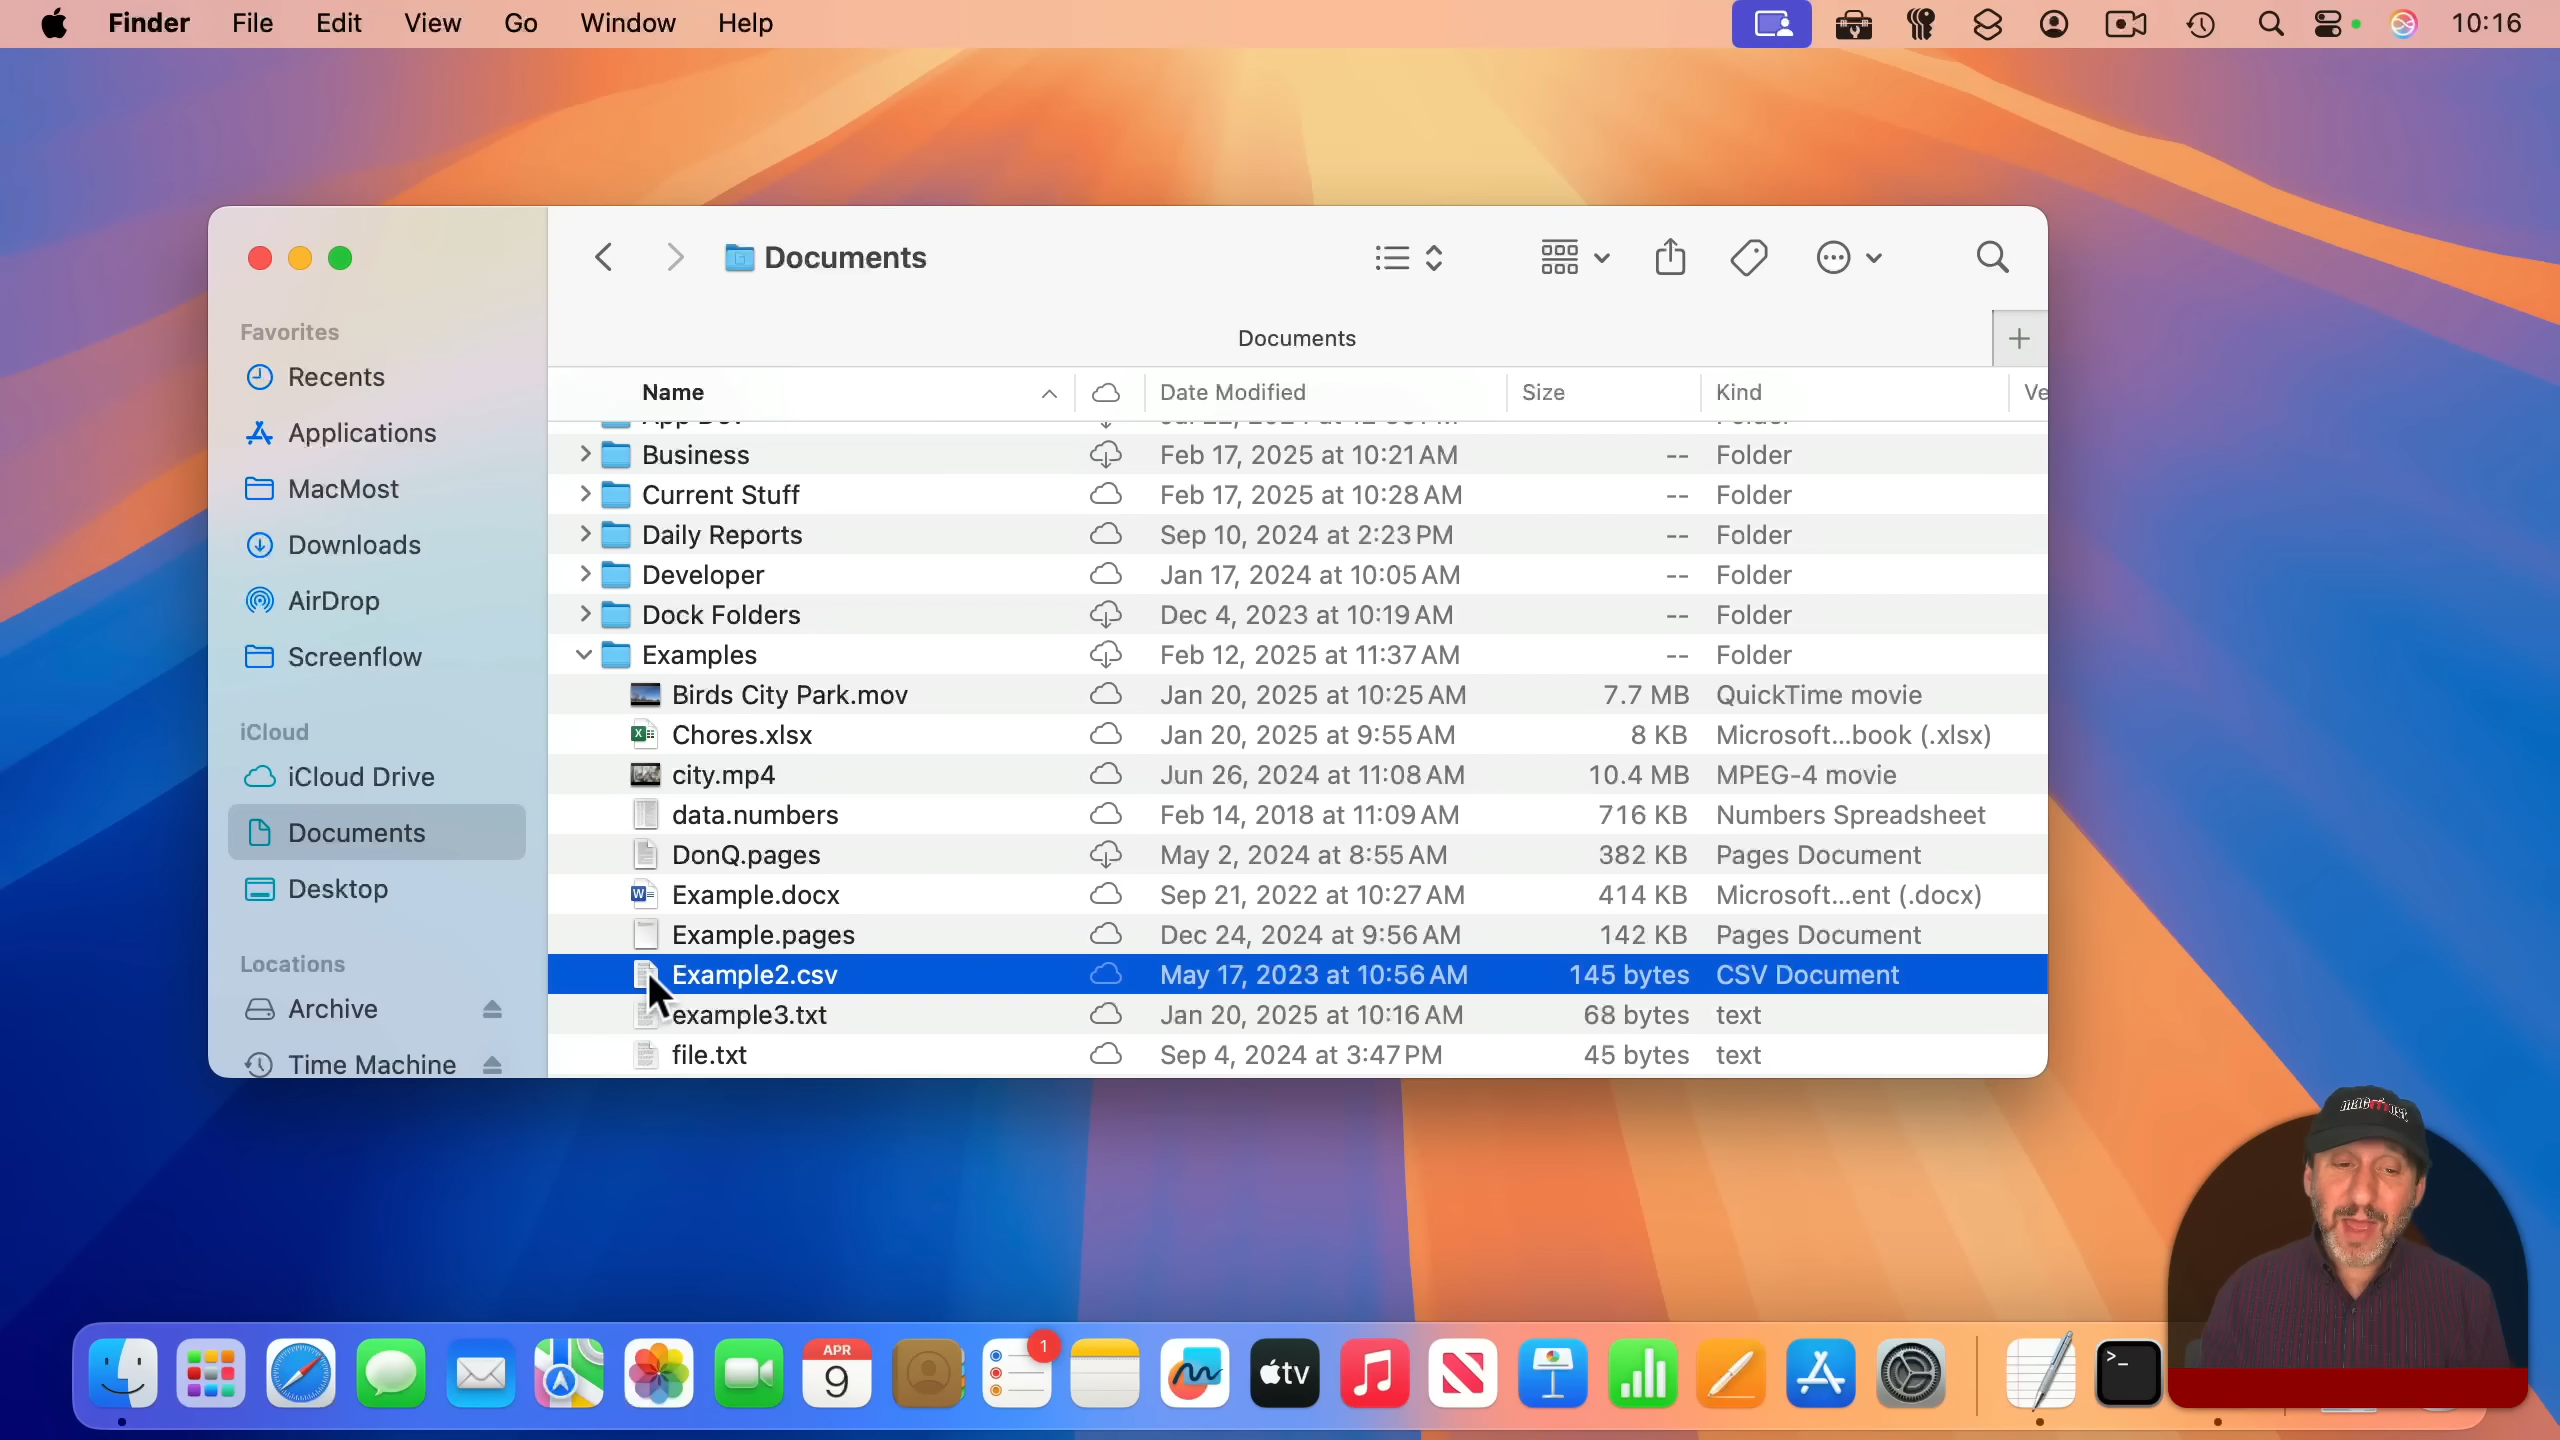 Finder File Edit View Go Window Help 10:16
Documents
Documents
Favorites
Recents
Applications
MacMost
Downloads
AirDrop
Screenflow
iCloud
iCloud Drive
Documents
Desktop
Locations
Archive
Time Machine
Name Date Modified Size Kind Ve
Business Feb 17, 2025 at 10:21 AM -- Folder
Current Stuff Feb 17, 2025 at 10:28 AM -- Folder
Daily Reports Sep 10, 2024 at 2:23 PM -- Folder
Developer Jan 17, 2024 at 10:05 AM -- Folder
Dock Folders Dec 4, 2023 at 10:19 AM -- Folder
Examples Feb 12, 2025 at 11:37 AM -- Folder
Birds City Park.mov Jan 20, 2025 at 10:25 AM 7.7 MB QuickTime movie
Chores.xlsx Jan 20, 2025 at 9:55 AM 8 KB Microsoft...book (.xlsx)
city.mp4 Jun 26, 2024 at 11:08 AM 10.4 MB MPEG-4 movie
data.numbers Feb 14, 2018 at 11:09 AM 716 KB Numbers Spreadsheet
DonQ.pages May 2, 2024 at 8:55 AM 382 KB Pages Document
Example.docx Sep 21, 2022 at 10:27 AM 414 KB Microsoft...ent (.docx)
Example.pages Dec 24, 2024 at 9:56 AM 142 KB Pages Document
Example2.csv May 17, 2023 at 10:56 AM 145 bytes CSV Document
example3.txt Jan 20, 2025 at 10:16 AM 68 bytes text
file.txt Sep 4, 2024 at 3:47 PM 45 bytes text
macmost
APR
9
1
tv
>_